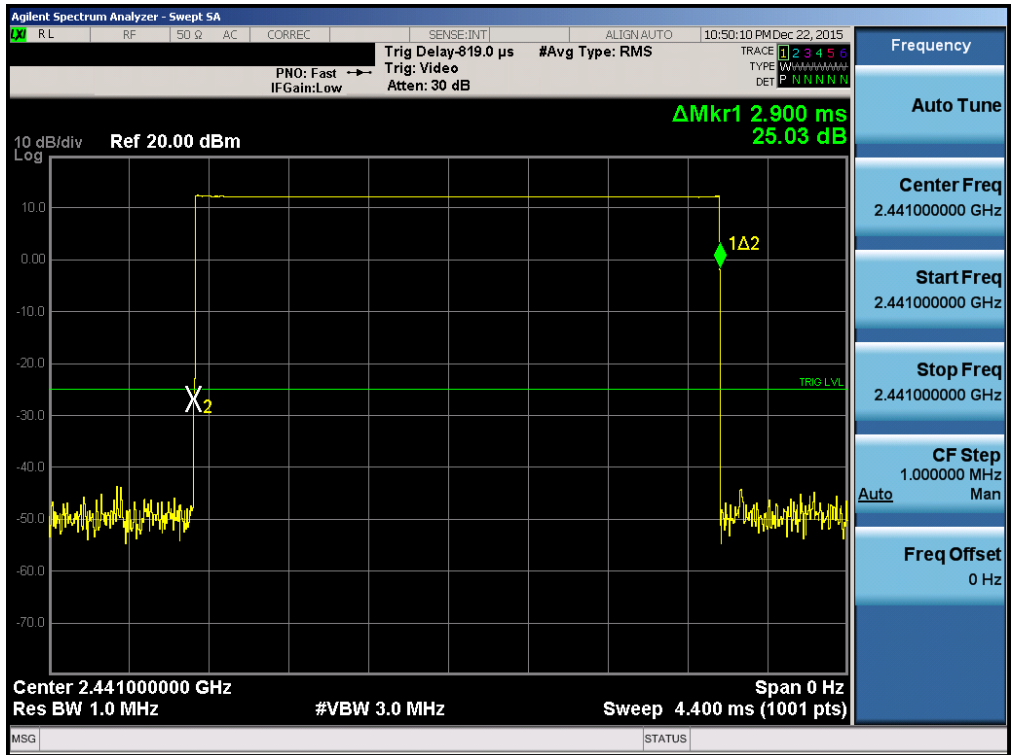 Agilent Spectrum Analyzer - Swept SA
LXI RL RF 50 Ω AC CORREC SENSE:INT ALIGN AUTO 10:50:10 PM Dec 22, 2015
Trig Delay-819.0 µs #Avg Type: RMS TRACE 1 2 3 4 5 6
PNO: Fast Trig: Video TYPE WWWWWW
IFGain:Low Atten: 30 dB DET P N N N N N
ΔMkr1 2.900 ms
25.03 dB
10 dB/div Ref 20.00 dBm
Log
10.0
0.00
-10.0
-20.0
-30.0
-40.0
-50.0
-60.0
-70.0
1Δ2
TRIG LVL
2
Center 2.441000000 GHz Span 0 Hz
Res BW 1.0 MHz #VBW 3.0 MHz Sweep 4.400 ms (1001 pts)
MSG STATUS
Frequency
Auto Tune
Center Freq
2.441000000 GHz
Start Freq
2.441000000 GHz
Stop Freq
2.441000000 GHz
CF Step
1.000000 MHz
Auto Man
Freq Offset
0 Hz